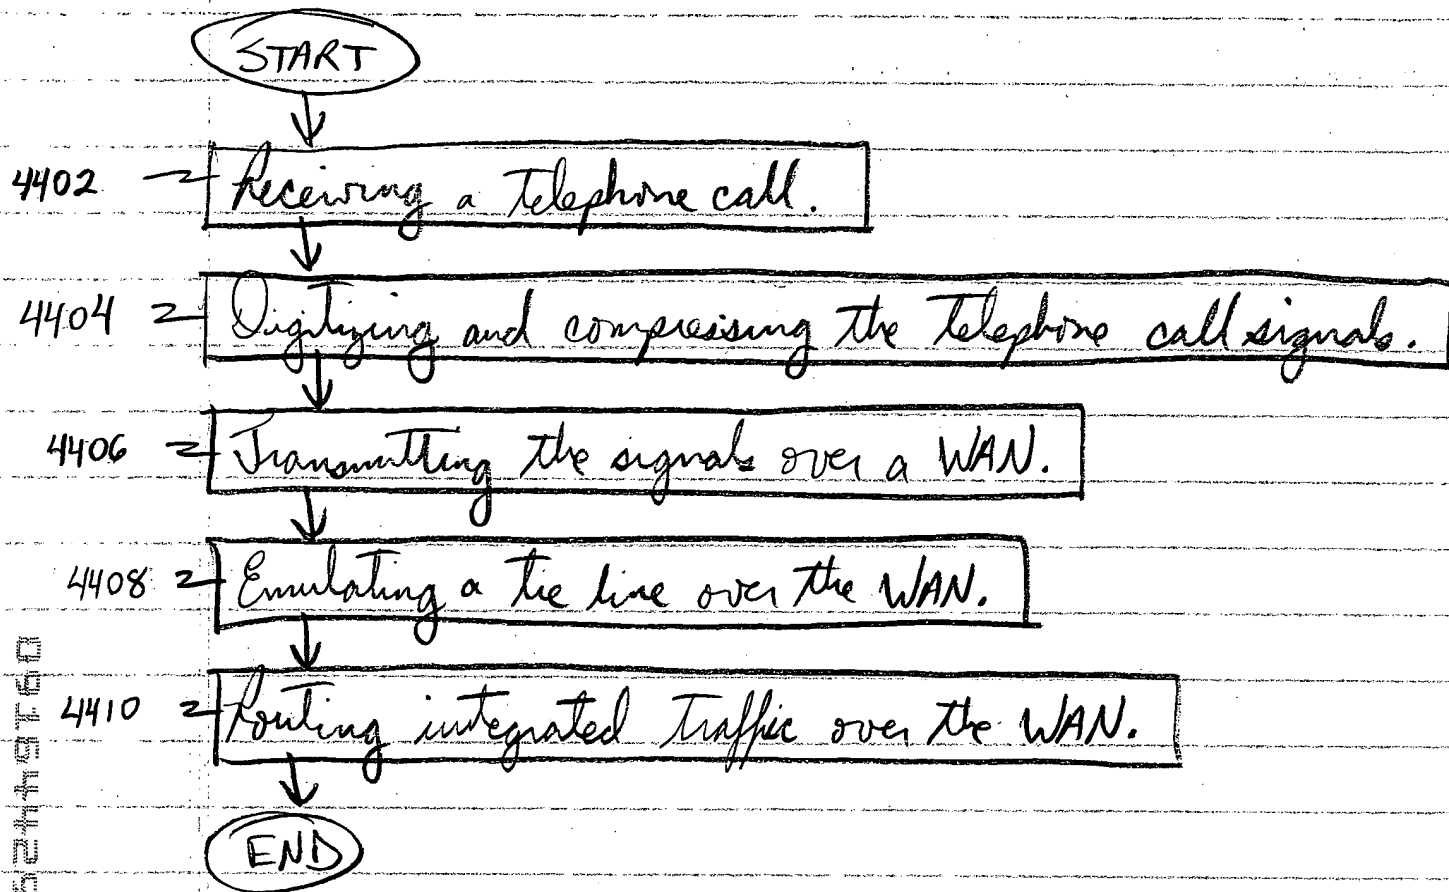 START
4402 Receiving a telephone call.
4404 Digitizing and compressing the telephone call signals.
4406 Transmitting the signals over a WAN.
4408 Emulating a tie line over the WAN.
4410 Routing integrated traffic over the WAN.
END